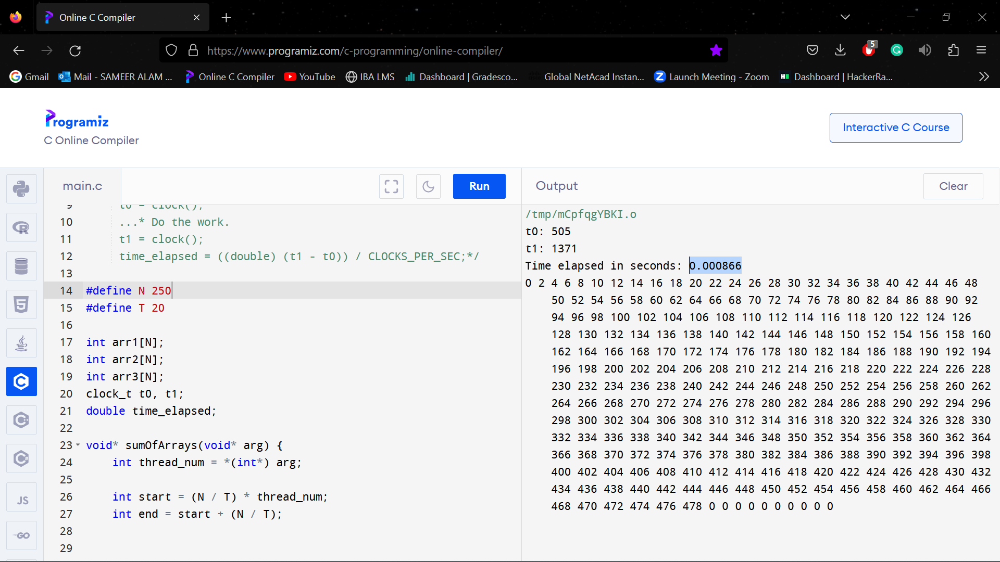 Online C Compiler
https://www.programiz.com/c-programming/online-compiler/
5
Gmail
Mail - SAMEER ALAM ...
Online C Compiler
YouTube
IBA LMS
Dashboard | Gradesco...
Global NetAcad Instan...
Launch Meeting - Zoom
Dashboard | HackerRa...
Programiz
C Online Compiler
Interactive C Course
main.c
Run
Output
Clear
9 t0 = clock();
10 ...* Do the work.
11 t1 = clock();
12 time_elapsed = ((double) (t1 - t0)) / CLOCKS_PER_SEC;*/
13
14 #define N 250
15 #define T 20
16
17 int arr1[N];
18 int arr2[N];
19 int arr3[N];
20 clock_t t0, t1;
21 double time_elapsed;
22
23 void* sumOfArrays(void* arg) {
24 int thread_num = *(int*) arg;
25
26 int start = (N / T) * thread_num;
27 int end = start + (N / T);
28
29
JS
GO
/tmp/mCpfqgYBKI.o
t0: 505
t1: 1371
Time elapsed in seconds: 0.000866
0 2 4 6 8 10 12 14 16 18 20 22 24 26 28 30 32 34 36 38 40 42 44 46 48
50 52 54 56 58 60 62 64 66 68 70 72 74 76 78 80 82 84 86 88 90 92
94 96 98 100 102 104 106 108 110 112 114 116 118 120 122 124 126
128 130 132 134 136 138 140 142 144 146 148 150 152 154 156 158 160
162 164 166 168 170 172 174 176 178 180 182 184 186 188 190 192 194
196 198 200 202 204 206 208 210 212 214 216 218 220 222 224 226 228
230 232 234 236 238 240 242 244 246 248 250 252 254 256 258 260 262
264 266 268 270 272 274 276 278 280 282 284 286 288 290 292 294 296
298 300 302 304 306 308 310 312 314 316 318 320 322 324 326 328 330
332 334 336 338 340 342 344 346 348 350 352 354 356 358 360 362 364
366 368 370 372 374 376 378 380 382 384 386 388 390 392 394 396 398
400 402 404 406 408 410 412 414 416 418 420 422 424 426 428 430 432
434 436 438 440 442 444 446 448 450 452 454 456 458 460 462 464 466
468 470 472 474 476 478 0 0 0 0 0 0 0 0 0 0